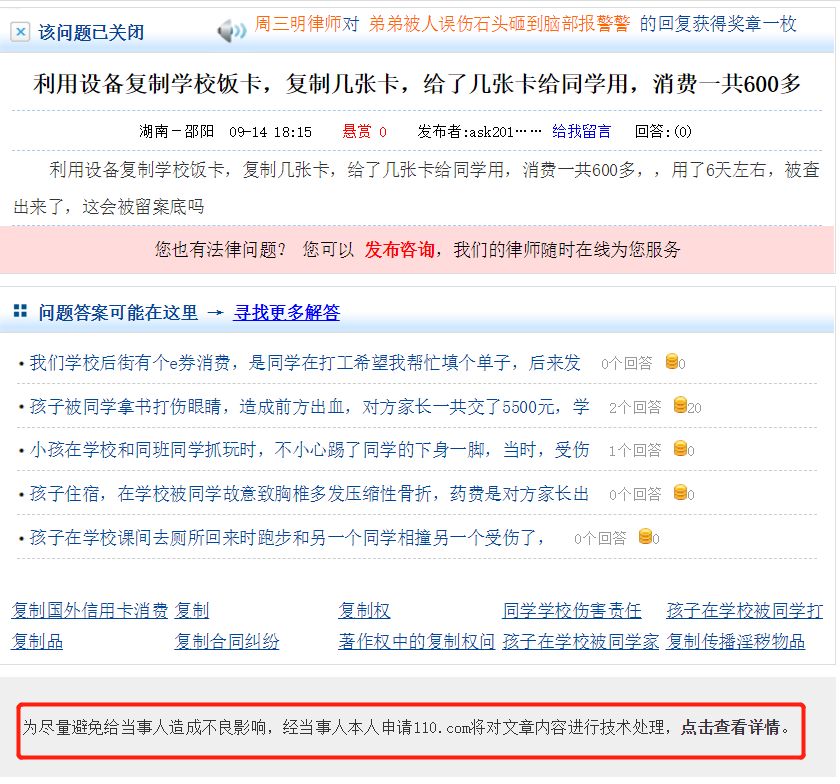 该问题已关闭 周三明律师对 弟弟被人误伤石头砸到脑部报警警 的回复获得奖章一枚
利用设备复制学校饭卡，复制几张卡，给了几张卡给同学用，消费一共600多
湖南－邵阳 09-14 18:15 悬赏 0 发布者:ask201…… 给我留言 回答:(0)
利用设备复制学校饭卡，复制几张卡，给了几张卡给同学用，消费一共600多，，用了6天左右，被查
出来了，这会被留案底吗
您也有法律问题？ 您可以 发布咨询，我们的律师随时在线为您服务
问题答案可能在这里 → 寻找更多解答
• 我们学校后街有个e券消费，是同学在打工希望我帮忙填个单子，后来发 0个回答 0
• 孩子被同学拿书打伤眼睛，造成前方出血，对方家长一共交了5500元，学 2个回答 20
• 小孩在学校和同班同学抓玩时，不小心踢了同学的下身一脚，当时，受伤 1个回答 0
• 孩子住宿，在学校被同学故意致胸椎多发压缩性骨折，药费是对方家长出 0个回答 0
• 孩子在学校课间去厕所回来时跑步和另一个同学相撞另一个受伤了， 0个回答 0
复制国外信用卡消费 复制 复制权 同学学校伤害责任 孩子在学校被同学打
复制品 复制合同纠纷 著作权中的复制权问 孩子在学校被同学家 复制传播淫秽物品
为尽量避免给当事人造成不良影响，经当事人本人申请110.com将对文章内容进行技术处理，点击查看详情。